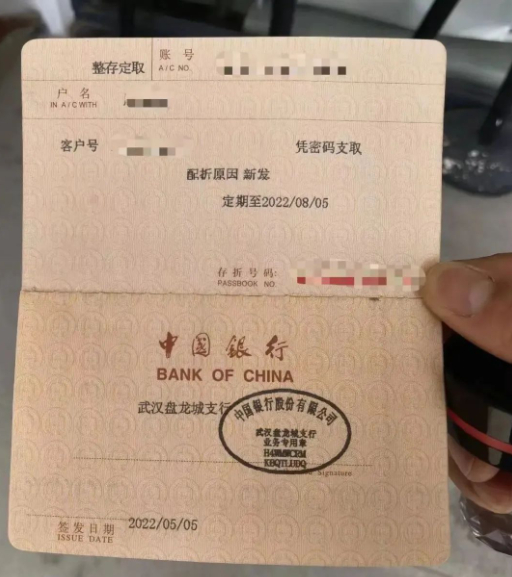 整存定取 账 号
A/C NO.
户 名
IN A/C WITH
客户号 凭密码支取
配折原因 新发
定期至2022/08/05
存 折 号 码:
PASSBOOK NO.
中国銀行
BANK OF CHINA
武汉盘龙城支行
中国银行股份有限公司
武汉盘龙城支行
业务专用章
Signature
签发日期 2022/05/05
ISSUE DATE